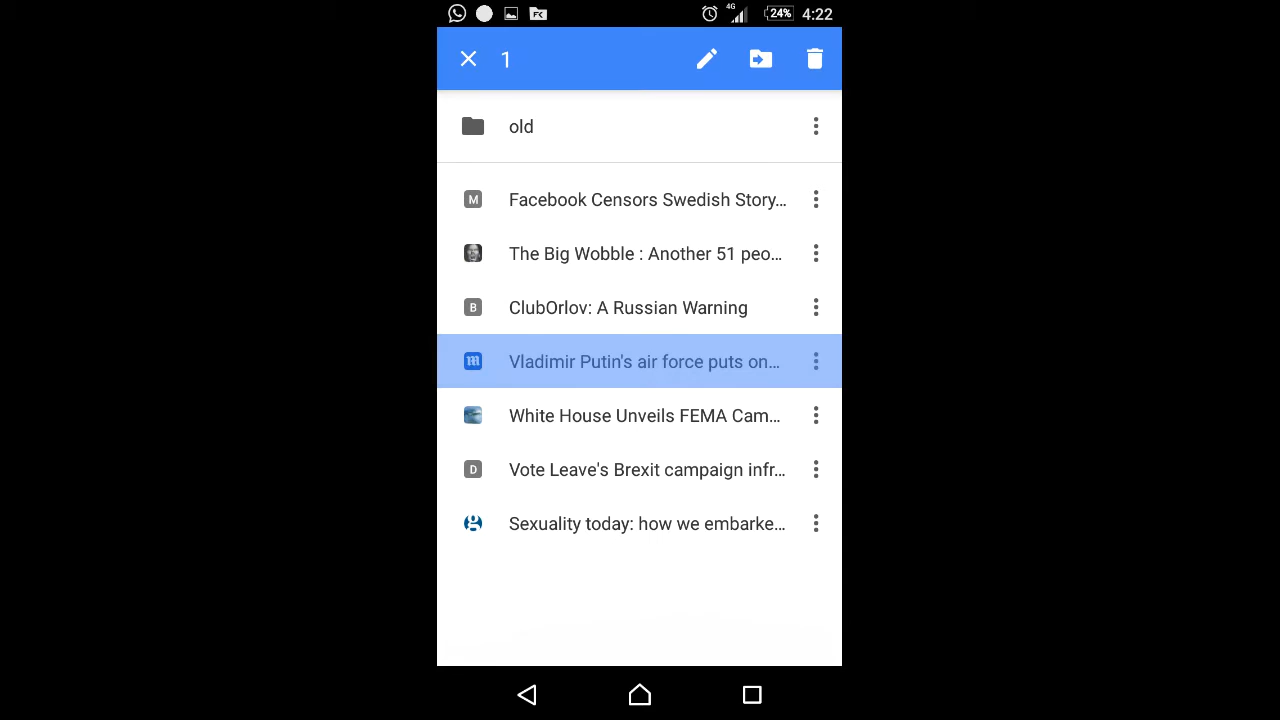 4G 24% 4:22
1
old
M Facebook Censors Swedish Story...
The Big Wobble : Another 51 peo...
B ClubOrlov: A Russian Warning
m Vladimir Putin's air force puts on...
White House Unveils FEMA Cam...
D Vote Leave's Brexit campaign infr...
g Sexuality today: how we embarke...